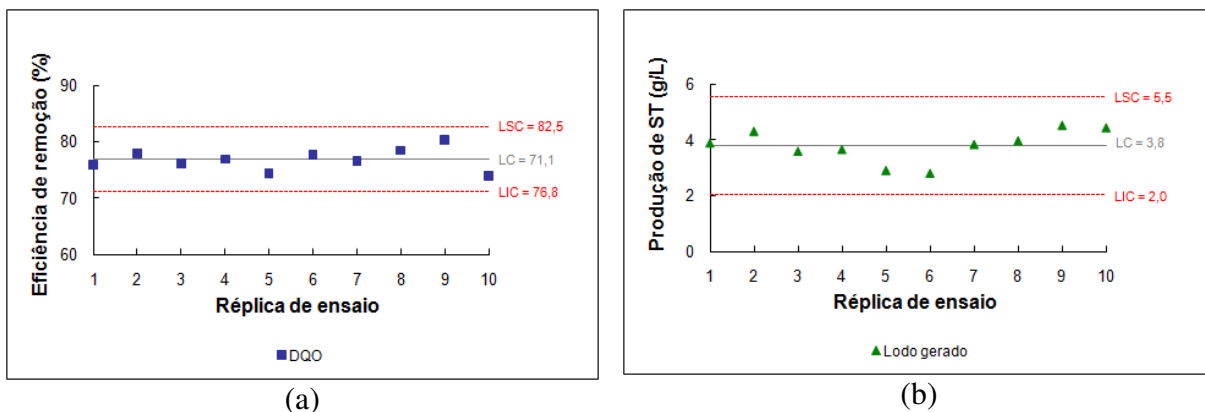 Eficiência de remoção (%)
90
80
70
60
LSC = 82,5
LC = 71,1
LIC = 76,8
1 2 3 4 5 6 7 8 9 10
Réplica de ensaio
DQO
(a)
Produção de ST (g/L)
6
4
2
0
LSC = 5,5
LC = 3,8
LIC = 2,0
1 2 3 4 5 6 7 8 9 10
Réplica de ensaio
Lodo gerado
(b)